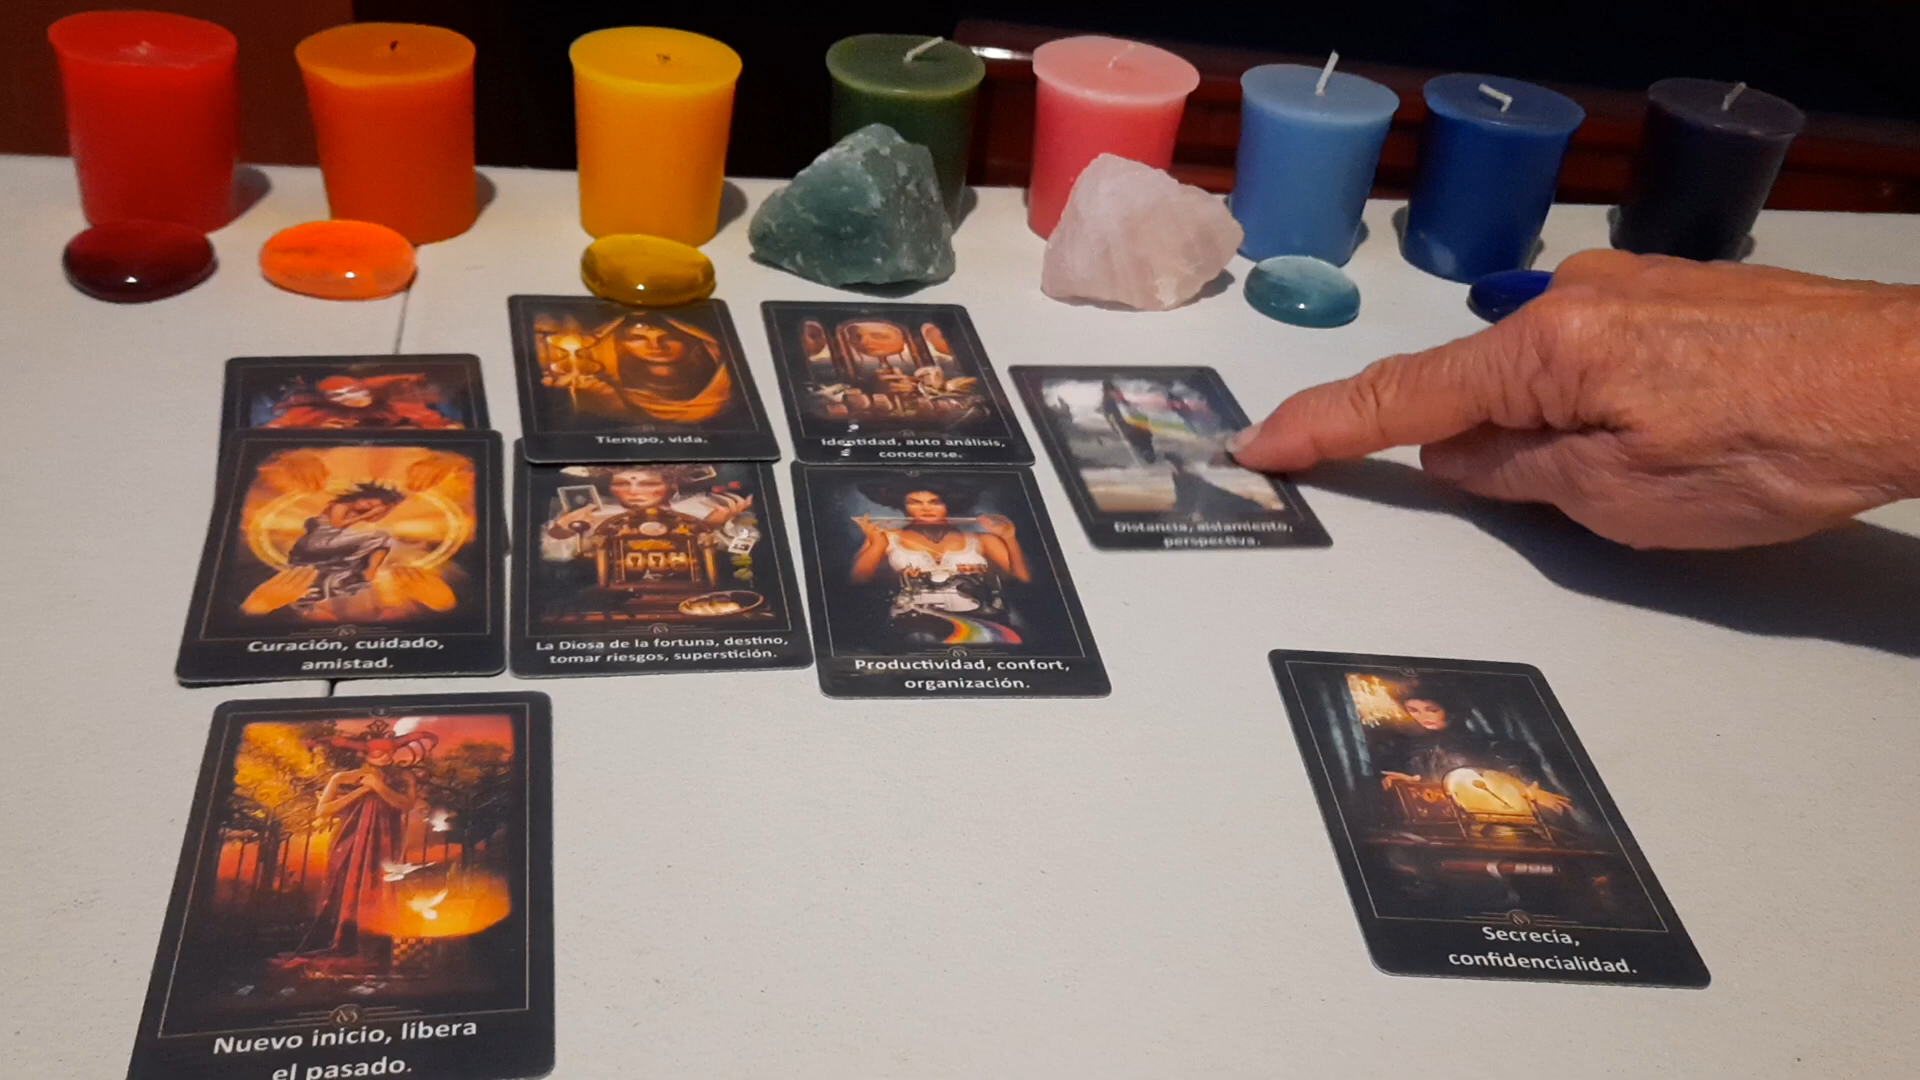 Tiempo, vida.
Identidad, auto análisis,
conocerse.
Distancia, aislamiento,
perspectiva.
Curación, cuidado,
amistad.
La Diosa de la fortuna, destino,
tomar riesgos, superstición.
Productividad, confort,
organización.
Secrecía,
confidencialidad.
Nuevo inicio, libera
el pasado.